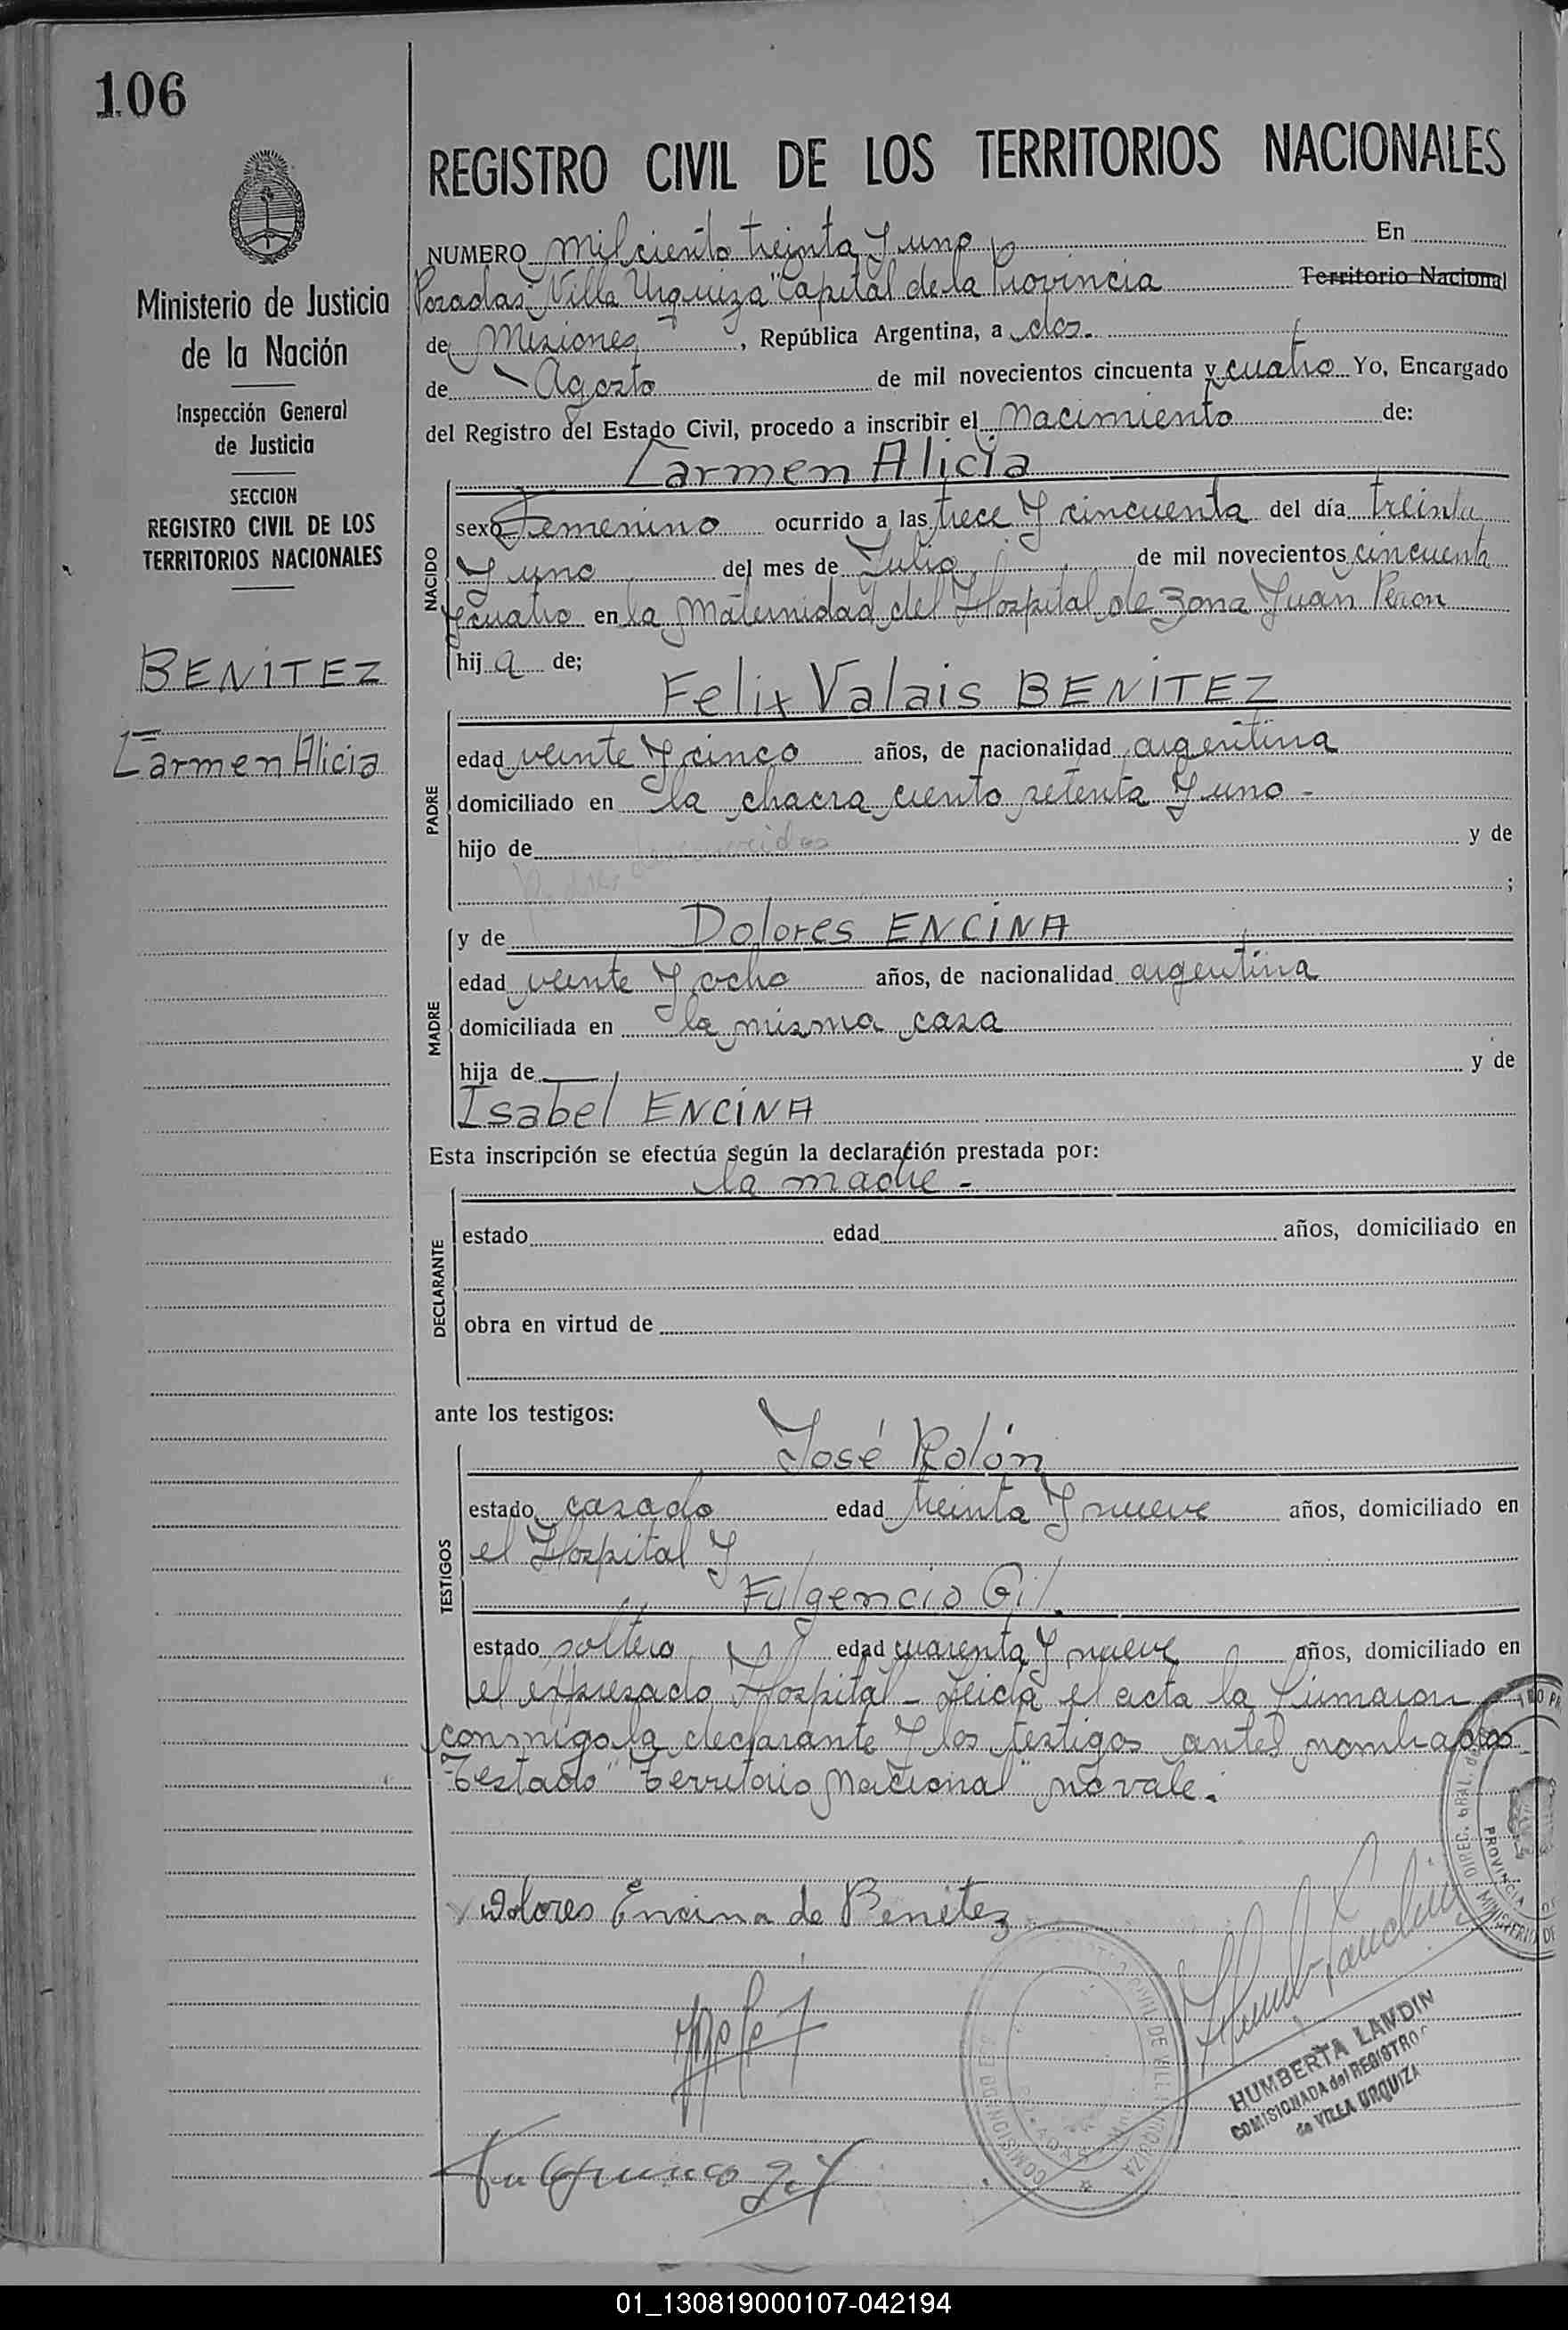 106
Ministerio de Justicia
de la Nación
Inspección General
de Justicia
SECCION
REGISTRO CIVIL DE LOS
TERRITORIOS NACIONALES
BENITEZ
Carmen Alicia
REGISTRO CIVIL DE LOS TERRITORIOS NACIONALES
NUMERO mil ciento treinta y uno En
Posadas "Villa Urquiza" Capital de la Provincia Territorio Nacional
de Misiones, República Argentina, a dos.
de Agosto de mil novecientos cincuenta y cuatro Yo, Encargado
del Registro del Estado Civil, procedo a inscribir el Nacimiento de:
Carmen Alicia
NACIDO
sexo Femenino ocurrido a las trece y cincuenta del día treinta
y uno del mes de Julio de mil novecientos cincuenta
y cuatro en la Maternidad del Hospital de Zona Juan Peron
hija de;
Felix Valais BENITEZ
PADRE
edad veinte y cinco años, de nacionalidad argentina
domiciliado en la chacra ciento setenta y uno -
hijo de y de
;
y de Dolores ENCINA
MADRE
edad veinte y ocho años, de nacionalidad argentina
domiciliada en la misma casa
hija de — y de
Isabel ENCINA
Esta inscripción se efectúa según la declaración prestada por:
la madre -
DECLARANTE
estado edad años, domiciliado en
obra en virtud de
ante los testigos:
José Rolón
TESTIGOS
estado casado edad treinta y nueve años, domiciliado en
el Hospital y
Fulgencio Gil.
estado soltero edad cuarenta y nueve años, domiciliado en
el expresado Hospital - Leida el acta la firmaron
conmigo la declarante y los testigos antes nombrados
Testado "Territorio Nacional" no vale.
Dolores Encina de Benitez
HUMBERTA LANDIN
COMISIONADA del REGISTRO C
de VILLA URQUIZA
01_130819000107-042194